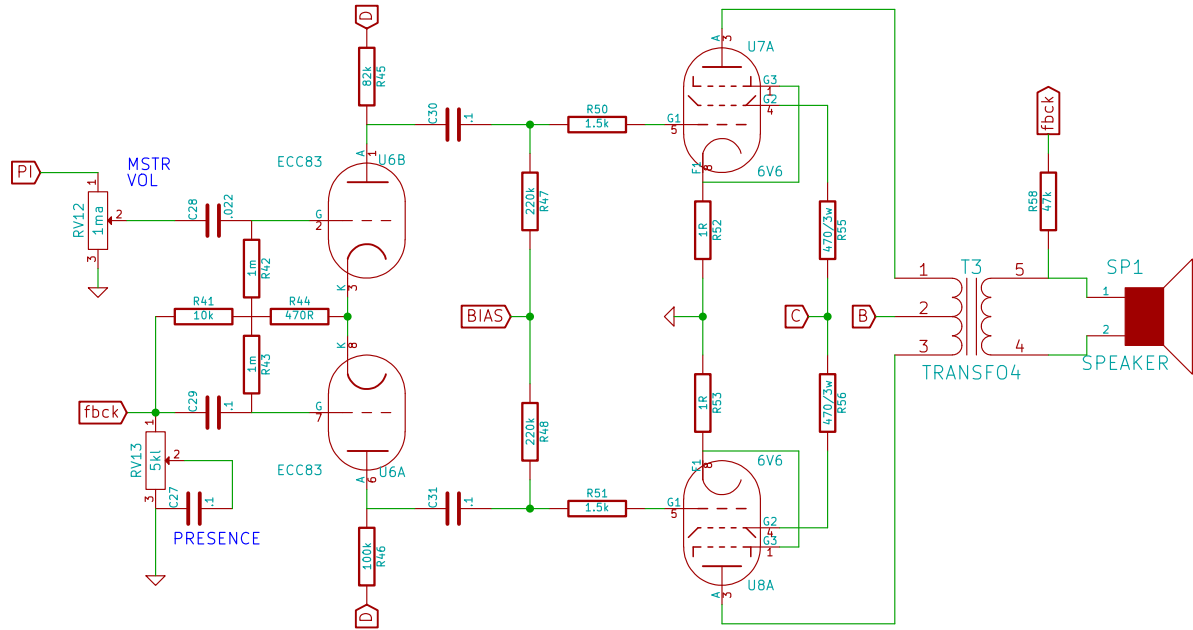 D
82k
R45
A
1
C30
.1
R50
1.5k
G1
5
A
3
U7A
G3
1
G2
4
F1
8
6V6
fbck
PI
MSTR
VOL
1
RV12
1ma
2
3
C28
.022
ECC83
U6B
G
2
K
3
220k
R47
1R
R52
470/3w
R55
R58
47k
1m
R42
R41
10k
R44
470R
BIAS
C
B
1
2
3
T3
5
4
TRANSFO4
SP1
1
2
SPEAKER
1m
R43
K
8
fbck
C29
.1
G
7
1
RV13
5kl
2
3
C27
.1
PRESENCE
ECC83
U6A
A
6
C31
.1
100k
R46
D
220k
R48
R51
1.5k
1R
R53
470/3w
R56
F1
8
6V6
G1
5
G2
4
G3
1
U8A
A
3